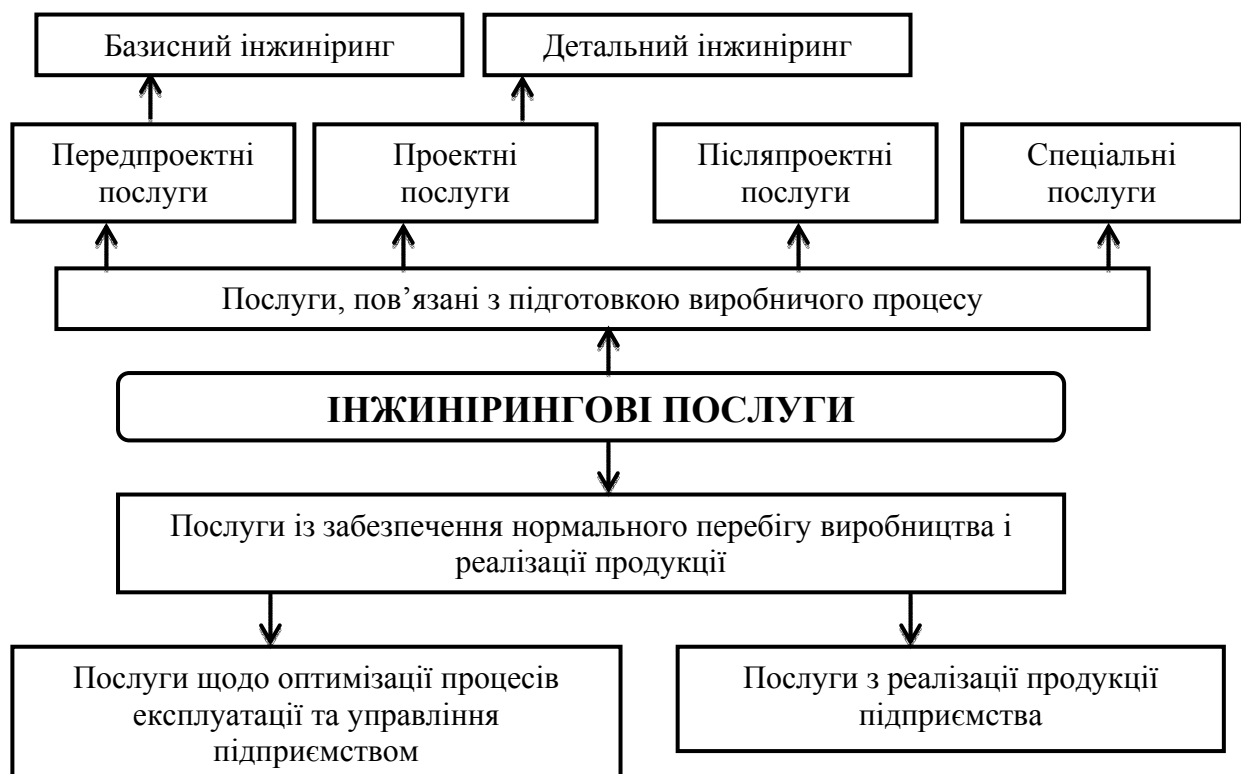 Базисний інжиніринг
Детальний інжиніринг
Передпроектні
послуги
Проектні
послуги
Післяпроектні
послуги
Спеціальні
послуги
Послуги, пов’язані з підготовкою виробничого процесу
ІНЖИНІРИНГОВІ ПОСЛУГИ
Послуги із забезпечення нормального перебігу виробництва і
реалізації продукції
Послуги щодо оптимізації процесів
експлуатації та управління
підприємством
Послуги з реалізації продукції
підприємства